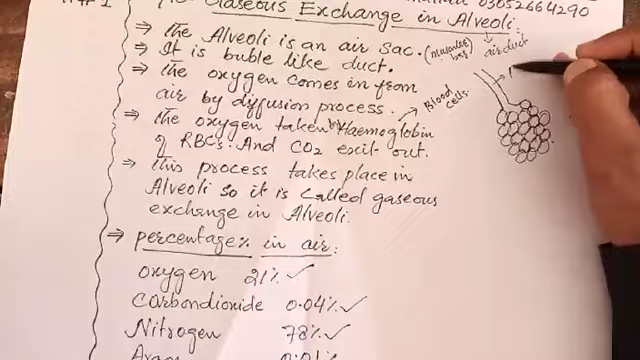 Gaseous Exchange in Alveoli. 03052664290
⇒ the Alveoli is an air sac.
air duct
⇒ It is buble like duct.
⇒ the oxygen comes in from
air by diffusion process.
Blood
cells.
⇒ the oxygen taken by Haemoglobin
of RBCs. And CO2 exit out.
⇒ this process takes place in
Alveoli so it is called gaseous
exchange in Alveoli.
⇒ percentage% in air:
oxygen 21% ✓
Carbondioxide 0.04% ✓
Nitrogen 78% ✓